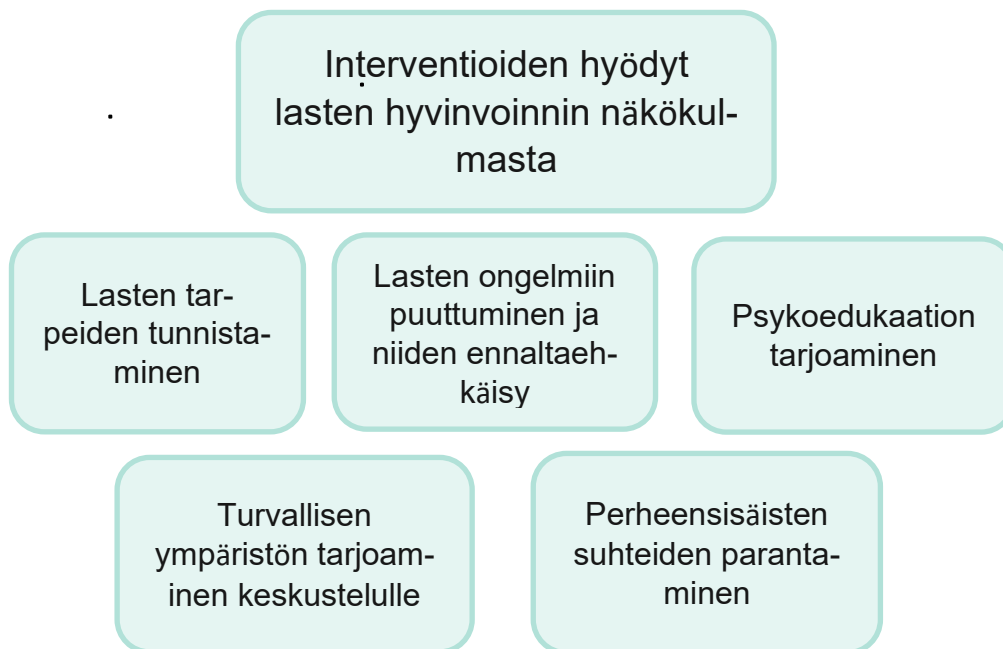 Interventioiden hyödyt
lasten hyvinvoinnin näkökul-
masta
Lasten tar-
peiden tunnista-
minen
Lasten ongelmiin
puuttuminen ja
niiden ennaltaeh-
käisy
Psykoedukaation
tarjoaminen
Turvallisen
ympäristön tarjoam-
inen keskustelulle
Perheensisäisten
suhteiden paranta-
minen